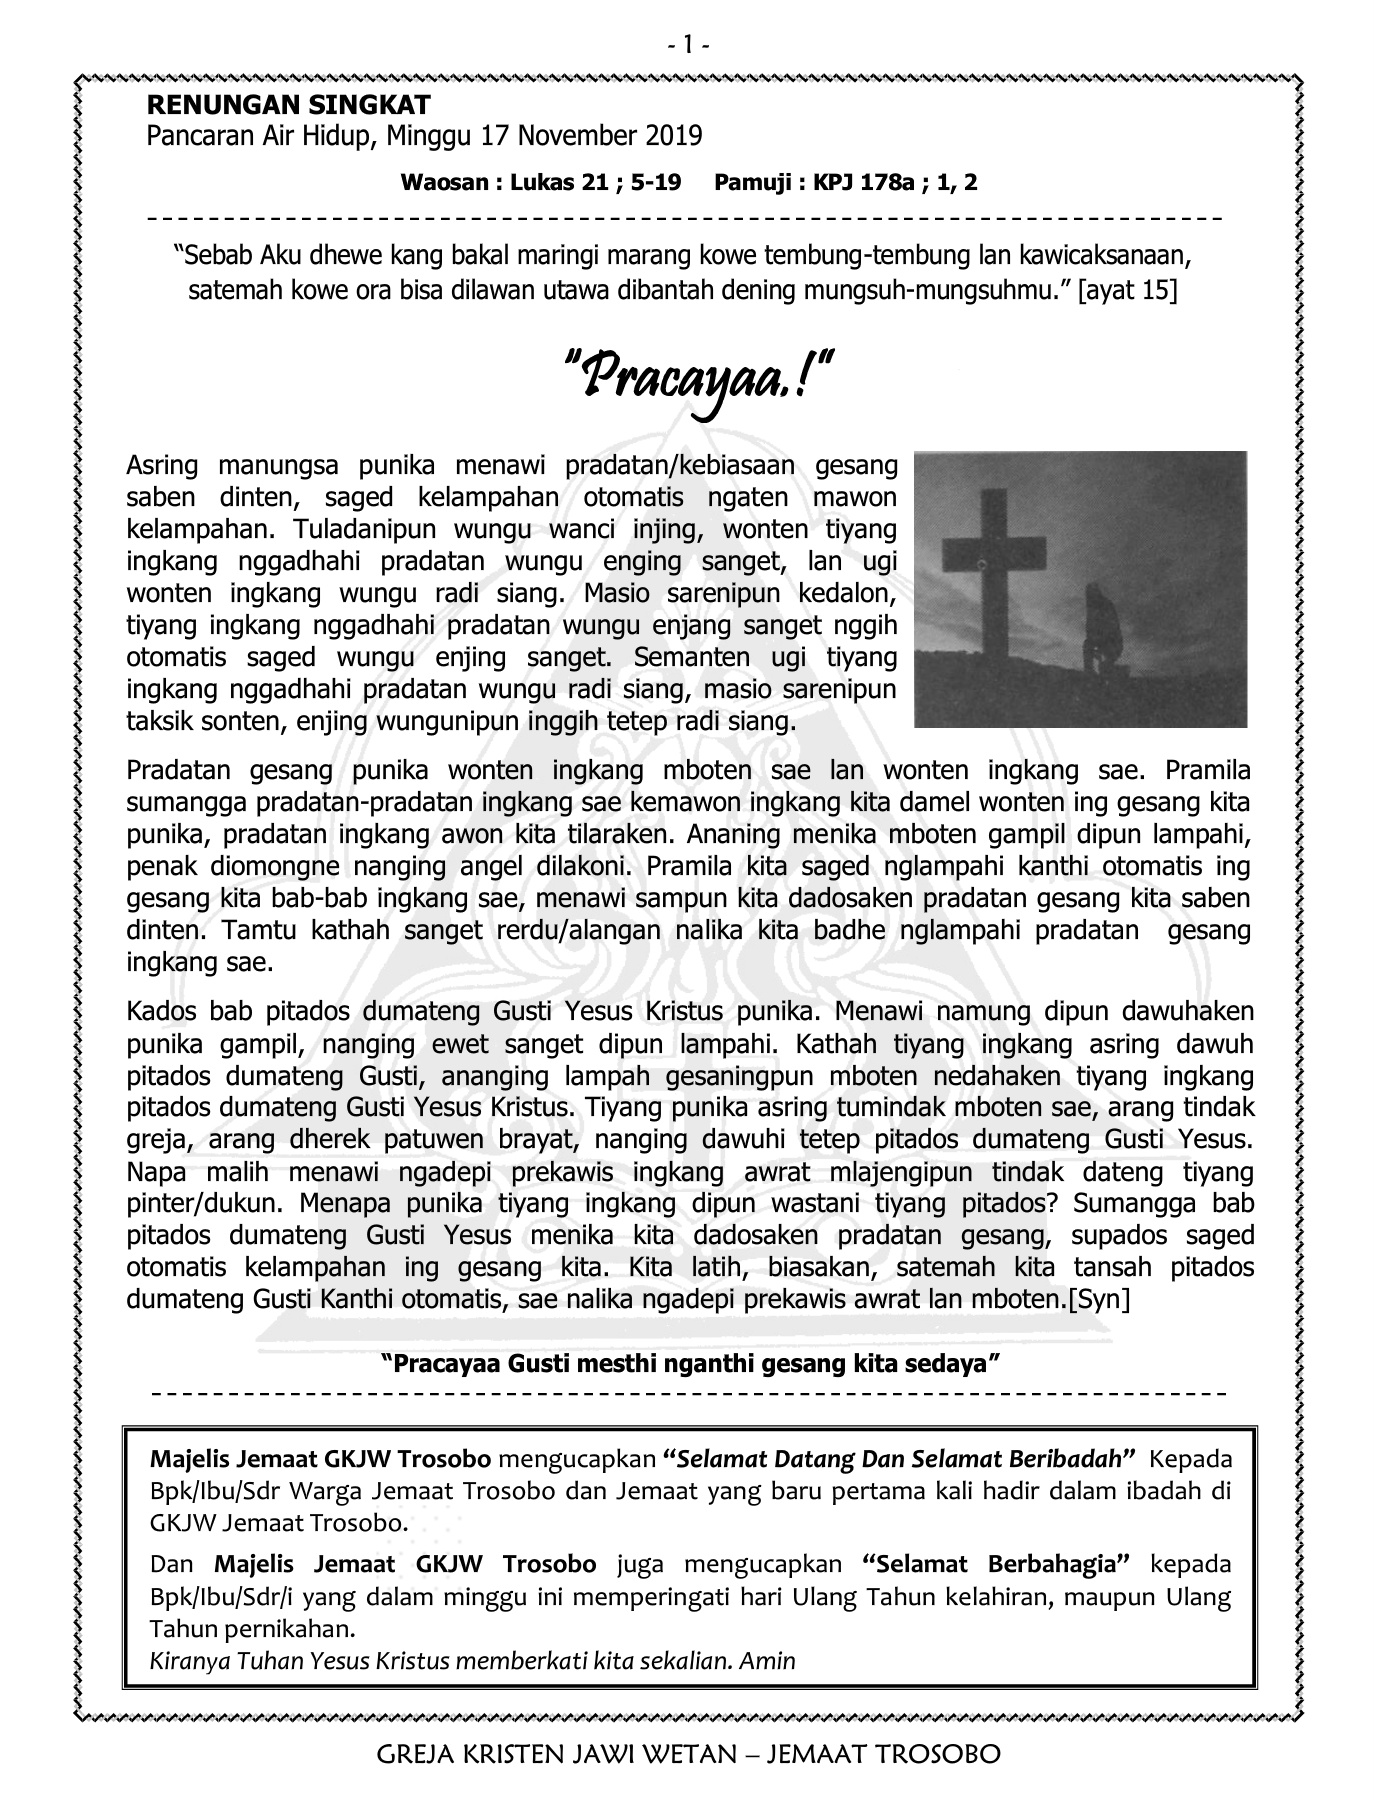 - 1 -
RENUNGAN SINGKAT
Pancaran Air Hidup, Minggu 17 November 2019
Waosan : Lukas 21 ; 5-19 Pamuji : KPJ 178a ; 1, 2
“Sebab Aku dhewe kang bakal maringi marang kowe tembung-tembung lan kawicaksanaan,
satemah kowe ora bisa dilawan utawa dibantah dening mungsuh-mungsuhmu.” [ayat 15]
"Pracayaa.!"
Asring manungsa punika menawi pradatan/kebiasaan gesang
saben dinten, saged kelampahan otomatis ngaten mawon
kelampahan. Tuladanipun wungu wanci injing, wonten tiyang
ingkang nggadhahi pradatan wungu enging sanget, lan ugi
wonten ingkang wungu radi siang. Masio sarenipun kedalon,
tiyang ingkang nggadhahi pradatan wungu enjang sanget nggih
otomatis saged wungu enjing sanget. Semanten ugi tiyang
ingkang nggadhahi pradatan wungu radi siang, masio sarenipun
taksik sonten, enjing wungunipun inggih tetep radi siang.
Pradatan gesang punika wonten ingkang mboten sae lan wonten ingkang sae. Pramila
sumangga pradatan-pradatan ingkang sae kemawon ingkang kita damel wonten ing gesang kita
punika, pradatan ingkang awon kita tilaraken. Ananing menika mboten gampil dipun lampahi,
penak diomongne nanging angel dilakoni. Pramila kita saged nglampahi kanthi otomatis ing
gesang kita bab-bab ingkang sae, menawi sampun kita dadosaken pradatan gesang kita saben
dinten. Tamtu kathah sanget rerdu/alangan nalika kita badhe nglampahi pradatan gesang
ingkang sae.
Kados bab pitados dumateng Gusti Yesus Kristus punika. Menawi namung dipun dawuhaken
punika gampil, nanging ewet sanget dipun lampahi. Kathah tiyang ingkang asring dawuh
pitados dumateng Gusti, ananging lampah gesaningpun mboten nedahaken tiyang ingkang
pitados dumateng Gusti Yesus Kristus. Tiyang punika asring tumindak mboten sae, arang tindak
greja, arang dherek patuwen brayat, nanging dawuhi tetep pitados dumateng Gusti Yesus.
Napa malih menawi ngadepi prekawis ingkang awrat mlajengipun tindak dateng tiyang
pinter/dukun. Menapa punika tiyang ingkang dipun wastani tiyang pitados? Sumangga bab
pitados dumateng Gusti Yesus menika kita dadosaken pradatan gesang, supados saged
otomatis kelampahan ing gesang kita. Kita latih, biasakan, satemah kita tansah pitados
dumateng Gusti Kanthi otomatis, sae nalika ngadepi prekawis awrat lan mboten.[Syn]
“Pracayaa Gusti mesthi nganthi gesang kita sedaya”
Majelis Jemaat GKJW Trosobo mengucapkan “Selamat Datang Dan Selamat Beribadah” Kepada
Bpk/Ibu/Sdr Warga Jemaat Trosobo dan Jemaat yang baru pertama kali hadir dalam ibadah di
GKJW Jemaat Trosobo.
Dan Majelis Jemaat GKJW Trosobo juga mengucapkan “Selamat Berbahagia” kepada
Bpk/Ibu/Sdr/i yang dalam minggu ini memperingati hari Ulang Tahun kelahiran, maupun Ulang
Tahun pernikahan.
Kiranya Tuhan Yesus Kristus memberkati kita sekalian. Amin
GREJA KRISTEN JAWI WETAN – JEMAAT TROSOBO